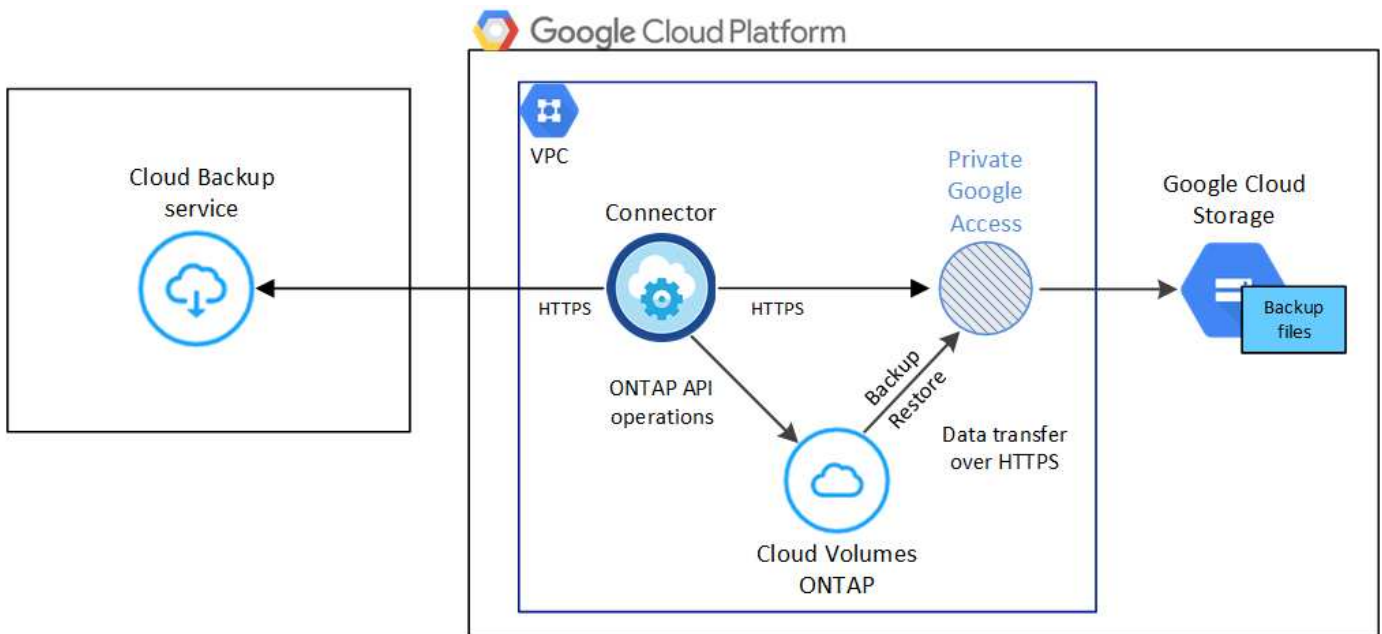 Google Cloud Platform
VPC
Cloud Backup
service
HTTPS
Connector
HTTPS
ONTAP API
operations
Private
Google
Access
Backup
Restore
Data transfer
over HTTPS
Cloud Volumes
ONTAP
Google Cloud
Storage
Backup
files